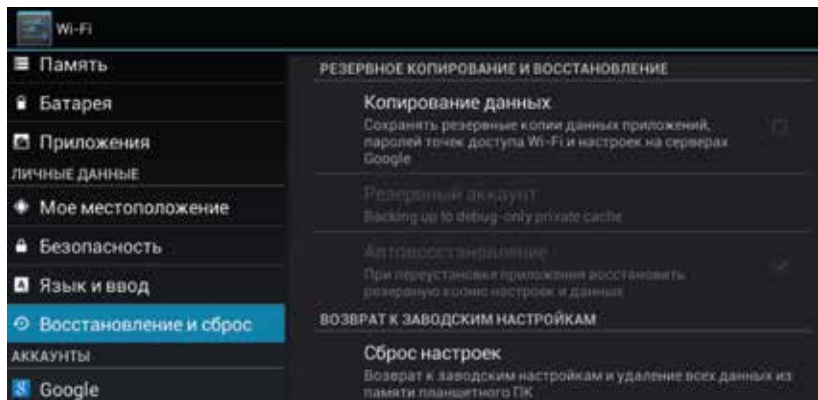 Wi-Fi
Память
Батарея
Приложения
ЛИЧНЫЕ ДАННЫЕ
Мое местоположение
Безопасность
Язык и ввод
Восстановление и сброс
АККАУНТЫ
Google
РЕЗЕРВНОЕ КОПИРОВАНИЕ И ВОССТАНОВЛЕНИЕ
Копирование данных
Сохранять резервные копии данных приложений,
паролей точек доступа Wi-Fi и настроек на серверах
Google
Резервный аккаунт
Backing up to debug-only private cache
Автовосстановление
При переустановке приложения восстановить
резервную копию настроек и данных
ВОЗВРАТ К ЗАВОДСКИМ НАСТРОЙКАМ
Сброс настроек
Возврат к заводским настройкам и удаление всех данных из
памяти планшетного ПК